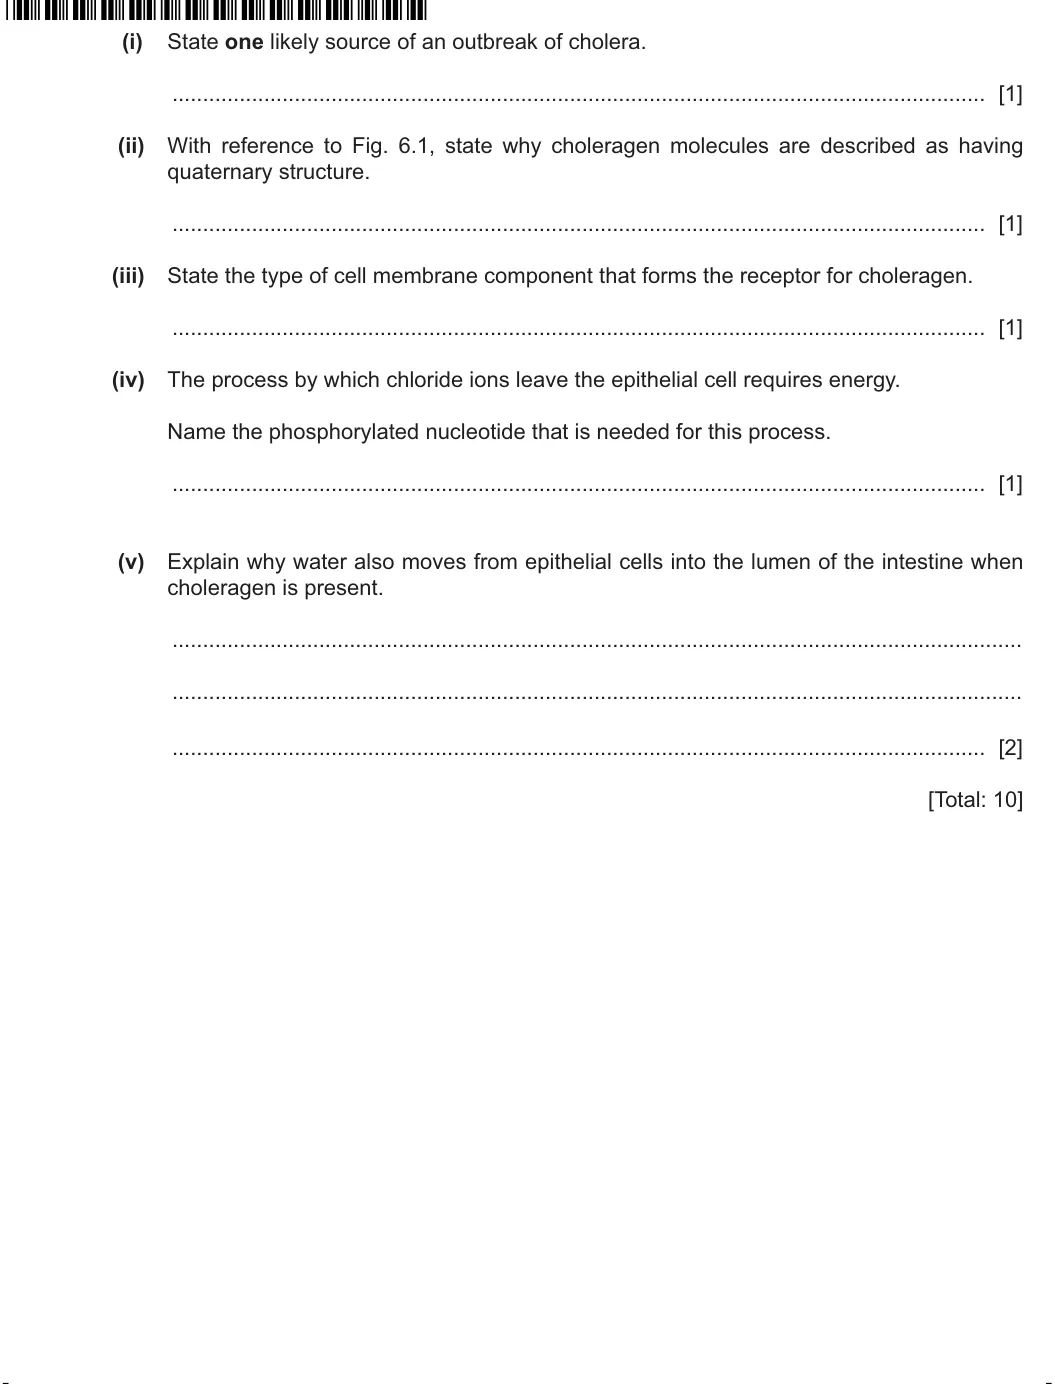 (i) State one likely source of an outbreak of cholera.
........................................................................................................................................ [1]
(ii) With reference to Fig. 6.1, state why choleragen molecules are described as having
quaternary structure.
........................................................................................................................................ [1]
(iii) State the type of cell membrane component that forms the receptor for choleragen.
........................................................................................................................................ [1]
(iv) The process by which chloride ions leave the epithelial cell requires energy.
Name the phosphorylated nucleotide that is needed for this process.
........................................................................................................................................ [1]
(v) Explain why water also moves from epithelial cells into the lumen of the intestine when
choleragen is present.
..............................................................................................................................................
..............................................................................................................................................
........................................................................................................................................ [2]
[Total: 10]